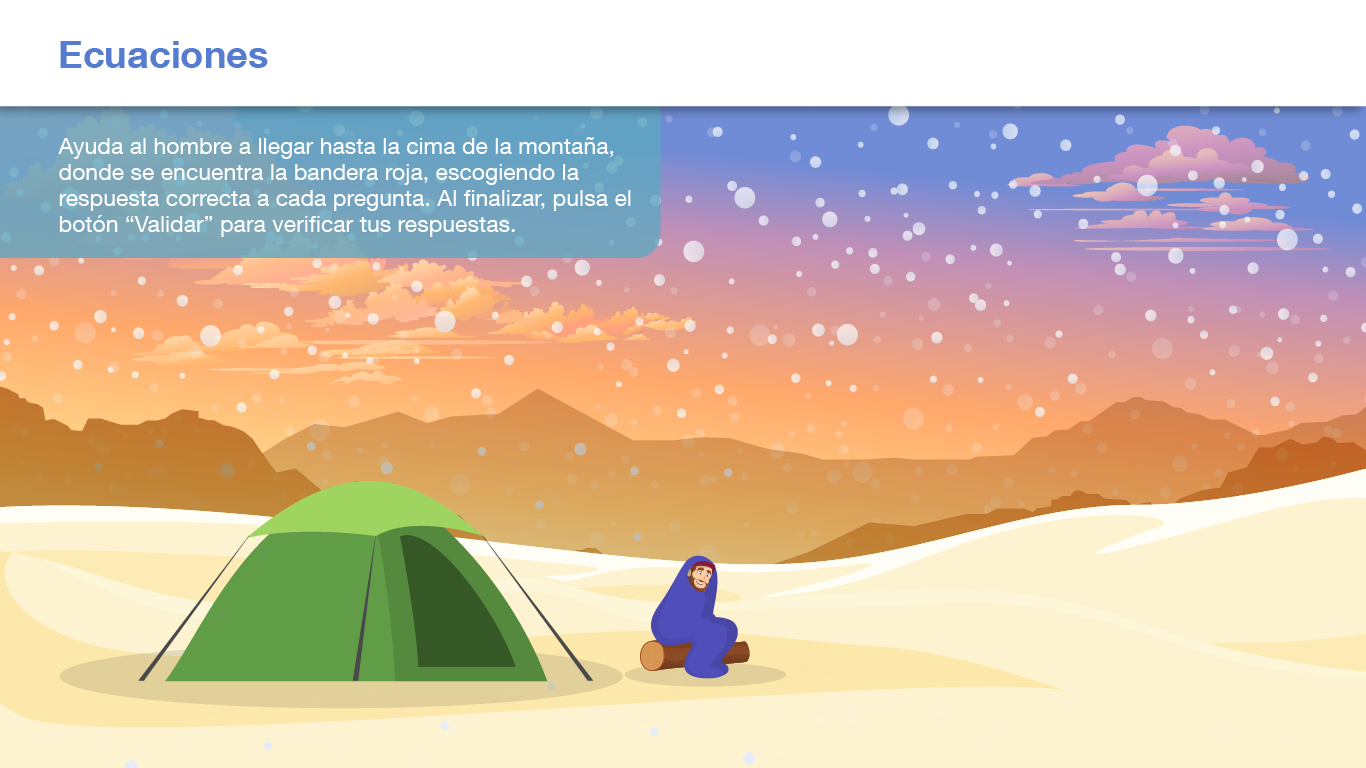 Ecuaciones
Ayuda al hombre a llegar hasta la cima de la montaña,
donde se encuentra la bandera roja, escogiendo la
respuesta correcta a cada pregunta. Al finalizar, pulsa el
botón “Validar” para verificar tus respuestas.